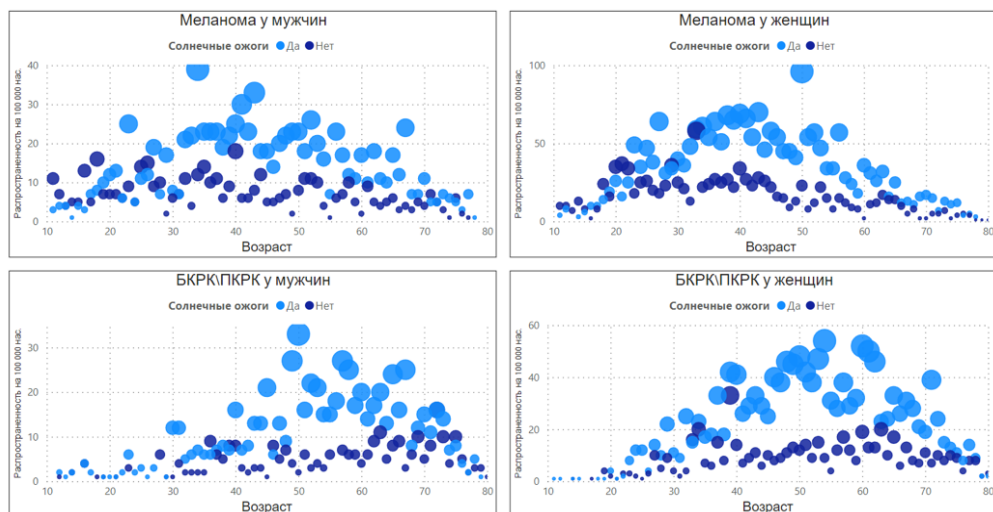 Меланома у мужчин
Солнечные ожоги Да Нет
Распространенность на 100 000 нас.
40
30
20
10
0
10 20 30 40 50 60 70 80
Возраст
Меланома у женщин
Солнечные ожоги Да Нет
Распространенность на 100 000 нас.
100
50
0
10 20 30 40 50 60 70 80
Возраст
БКРК\ПКРК у мужчин
Солнечные ожоги Да Нет
Распространенность на 100 000 нас.
30
20
10
0
10 20 30 40 50 60 70 80
Возраст
БКРК\ПКРК у женщин
Солнечные ожоги Да Нет
Распространенность на 100 000 нас.
60
40
20
0
10 20 30 40 50 60 70 80
Возраст